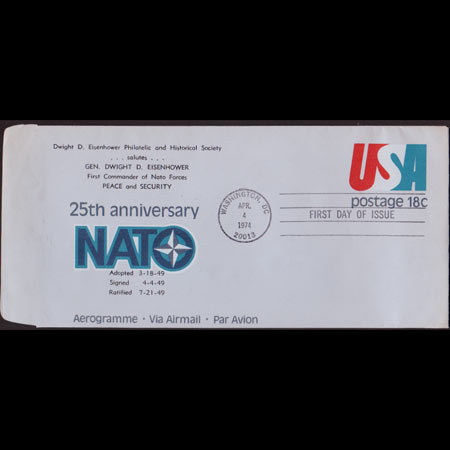 Dwight D. Eisenhower Philatelic and Historical Society
. . . salutes . . .
GEN. DWIGHT D. EISENHOWER
First Commander of Nato Forces
PEACE and SECURITY
25th anniversary
NATO
Adopted 3-18-49
Signed 4-4-49
Ratified 7-21-49
Aerogramme · Via Airmail · Par Avion
WASHINGTON, DC
APR.
4
1974
20013
USA
postage 18c
FIRST DAY OF ISSUE